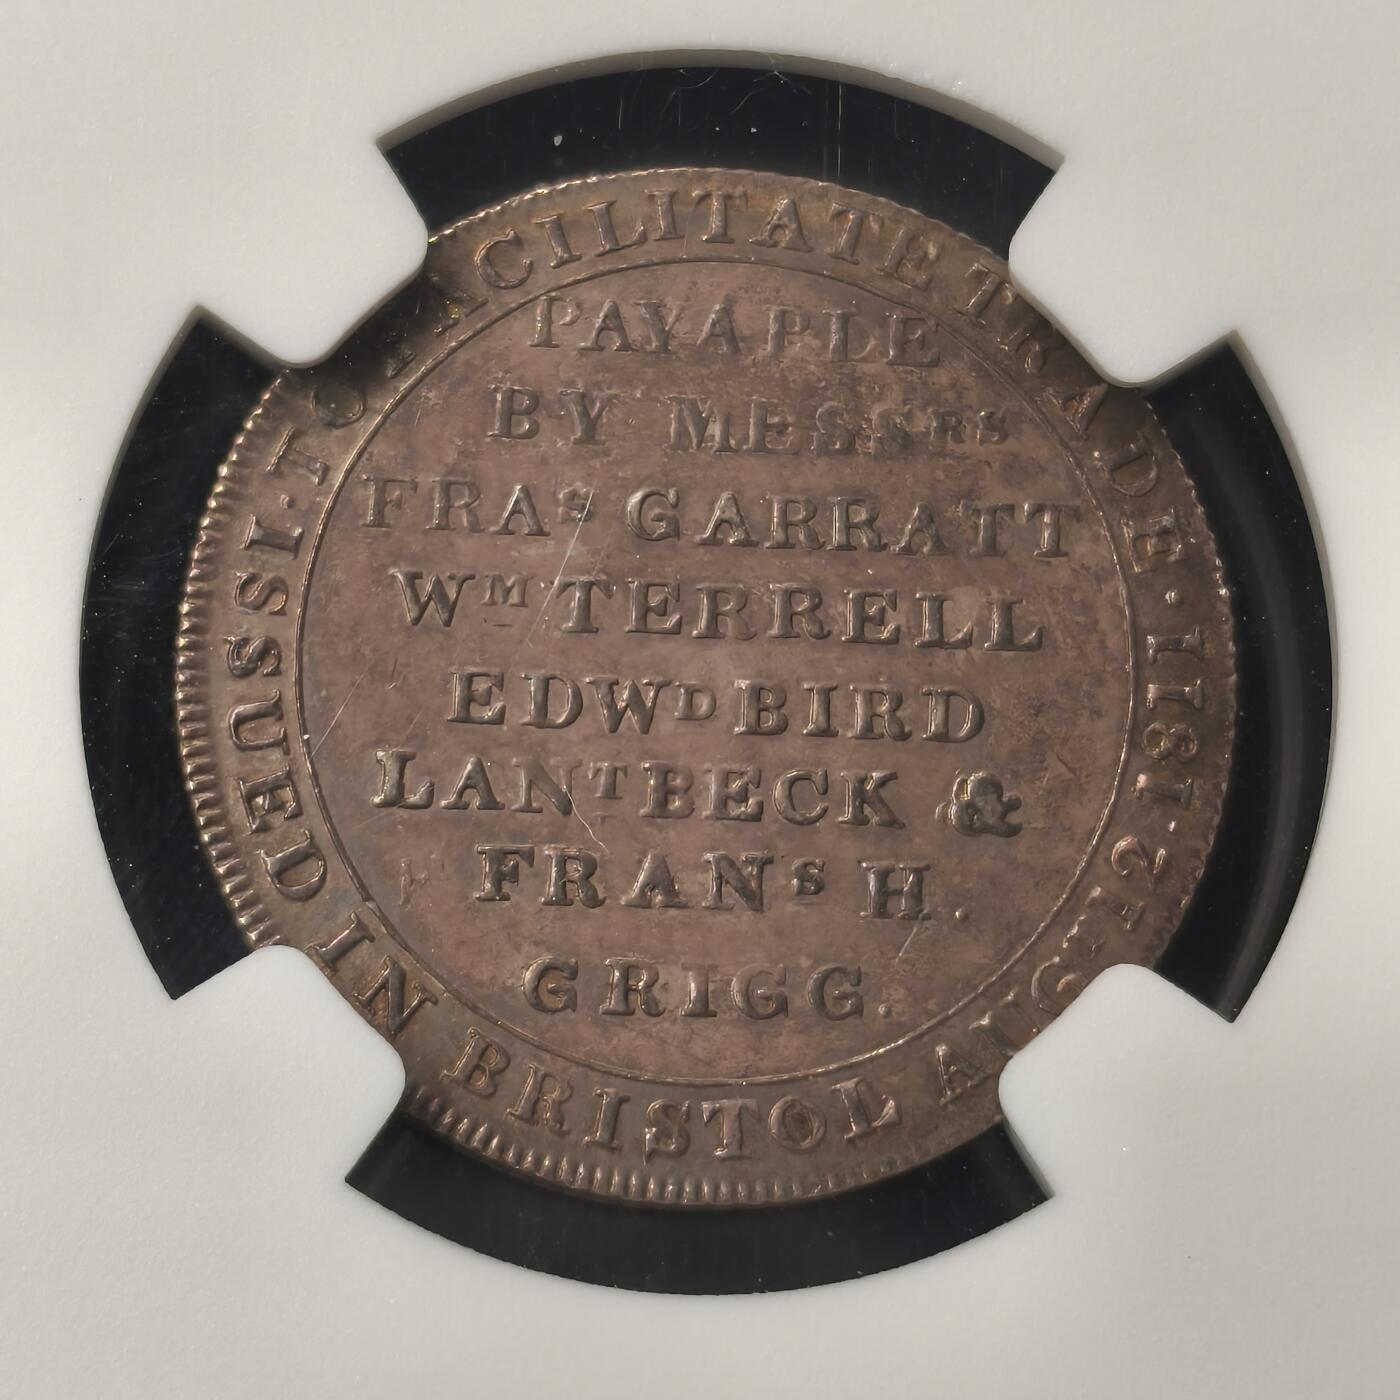 ISSUED IN BRISTOL AUGT 12·1811·TO FACILITATE TRADE·
PAYABLE
BY MESSRS
FRAS GARRATT
WM TERRELL
EDWD BIRD
LANT BECK &
FRANS H.
GRIGG.